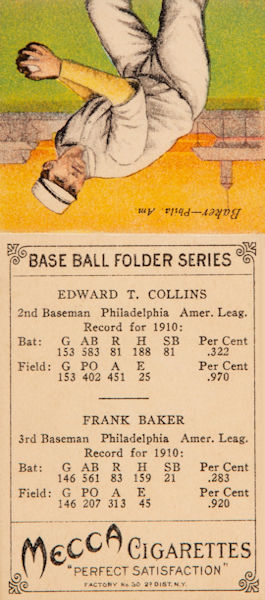 Baker—Phila. Am.
BASE BALL FOLDER SERIES
EDWARD T. COLLINS
2nd Baseman Philadelphia Amer. Leag.
Record for 1910:
Bat: G AB R H SB Per Cent
153 583 81 188 81 .322
Field: G PO A E Per Cent
153 402 451 25 .970
FRANK BAKER
3rd Baseman Philadelphia Amer. Leag.
Record for 1910:
Bat: G AB R H SB Per Cent
146 561 83 159 21 .283
Field: G PO A E Per Cent
146 207 313 45 .920
MECCA CIGARETTES
"PERFECT SATISFACTION"
FACTORY No 30 2D DIST. N.Y.